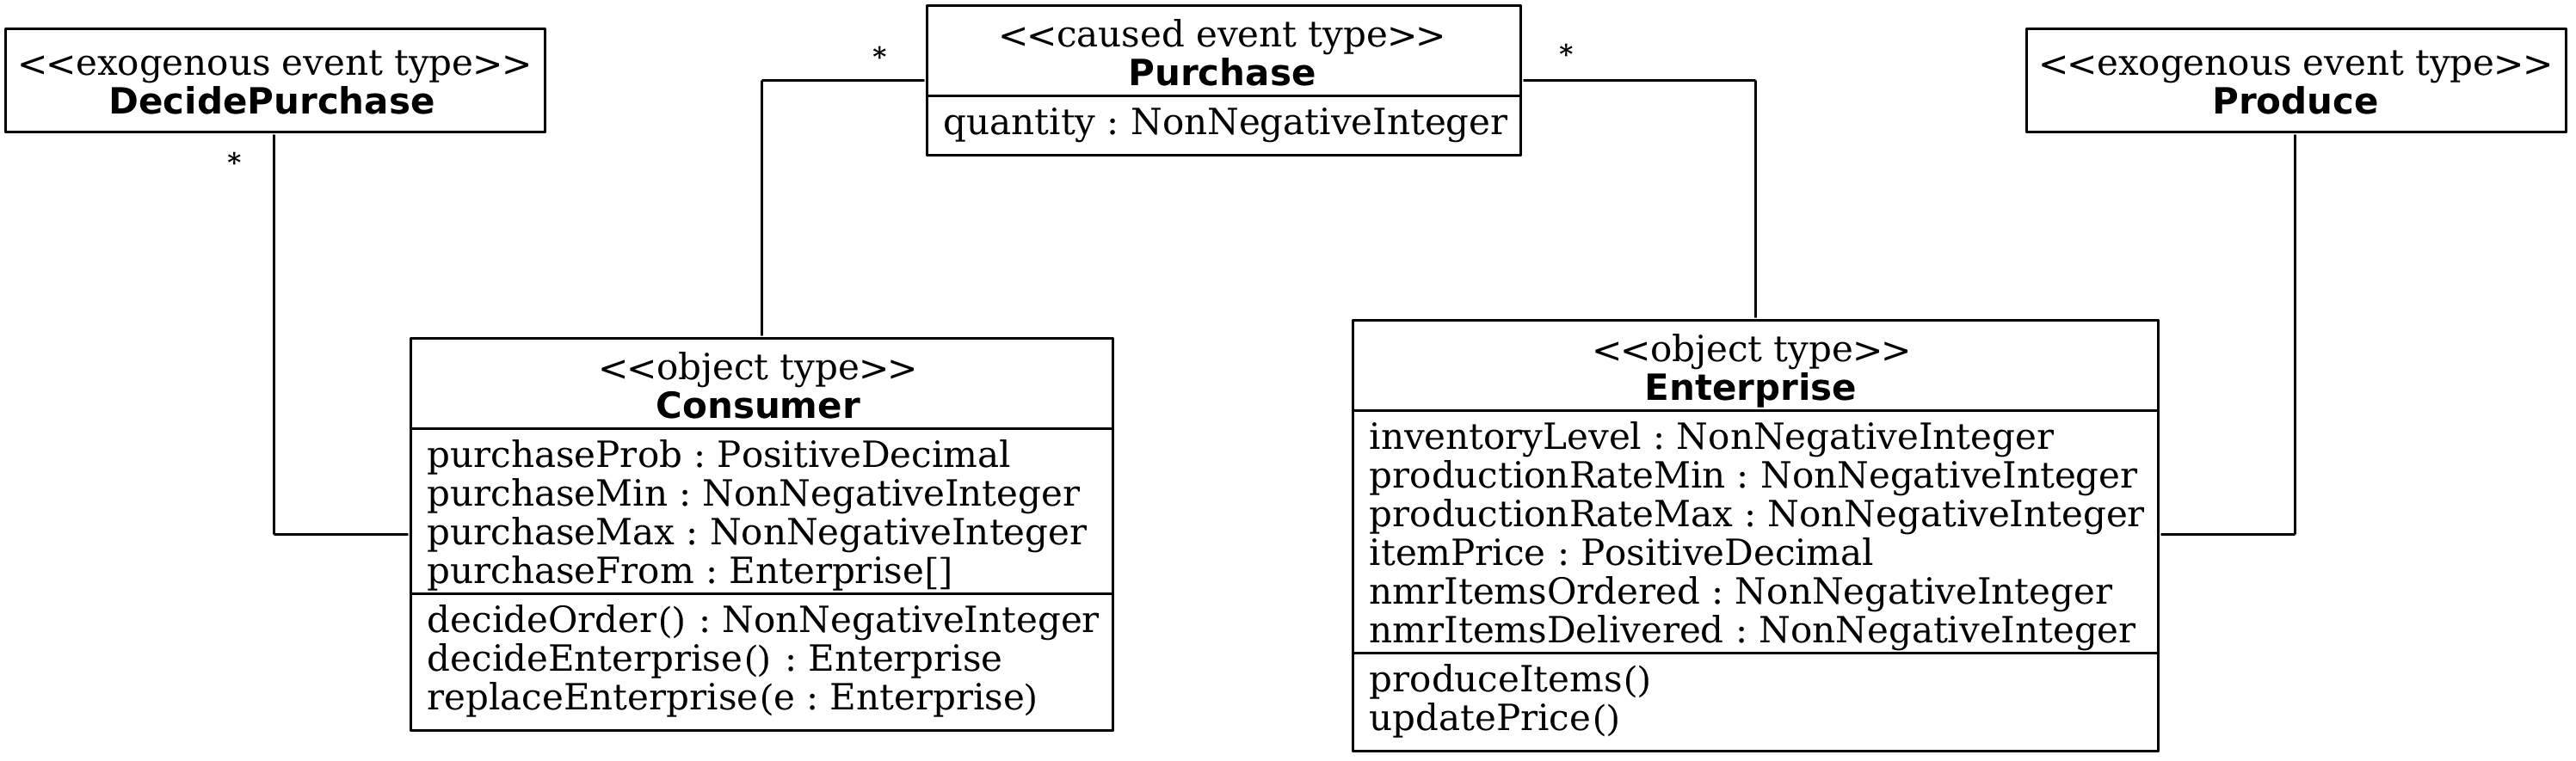 <<exogenous event type>>
DecidePurchase
*
<<caused event type>>
Purchase
quantity : NonNegativeInteger
*
*
<<exogenous event type>>
Produce
<<object type>>
Consumer
purchaseProb : PositiveDecimal
purchaseMin : NonNegativeInteger
purchaseMax : NonNegativeInteger
purchaseFrom : Enterprise[]
decideOrder() : NonNegativeInteger
decideEnterprise() : Enterprise
replaceEnterprise(e : Enterprise)
<<object type>>
Enterprise
inventoryLevel : NonNegativeInteger
productionRateMin : NonNegativeInteger
productionRateMax : NonNegativeInteger
itemPrice : PositiveDecimal
nmrItemsOrdered : NonNegativeInteger
nmrItemsDelivered : NonNegativeInteger
produceItems()
updatePrice()